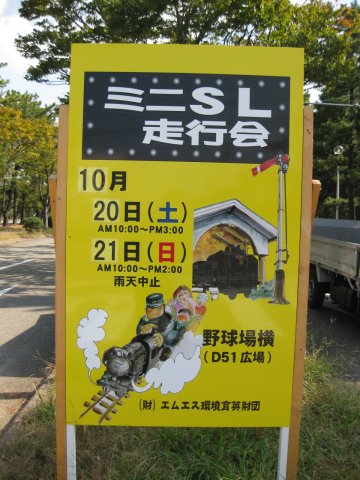 ミニSL
走行会
10月
20日(土)
AM10:00～PM3:00
21日(日)
AM10:00～PM2:00
雨天中止
野球場横
(D51広場)
(財)エムエス環境育英財団